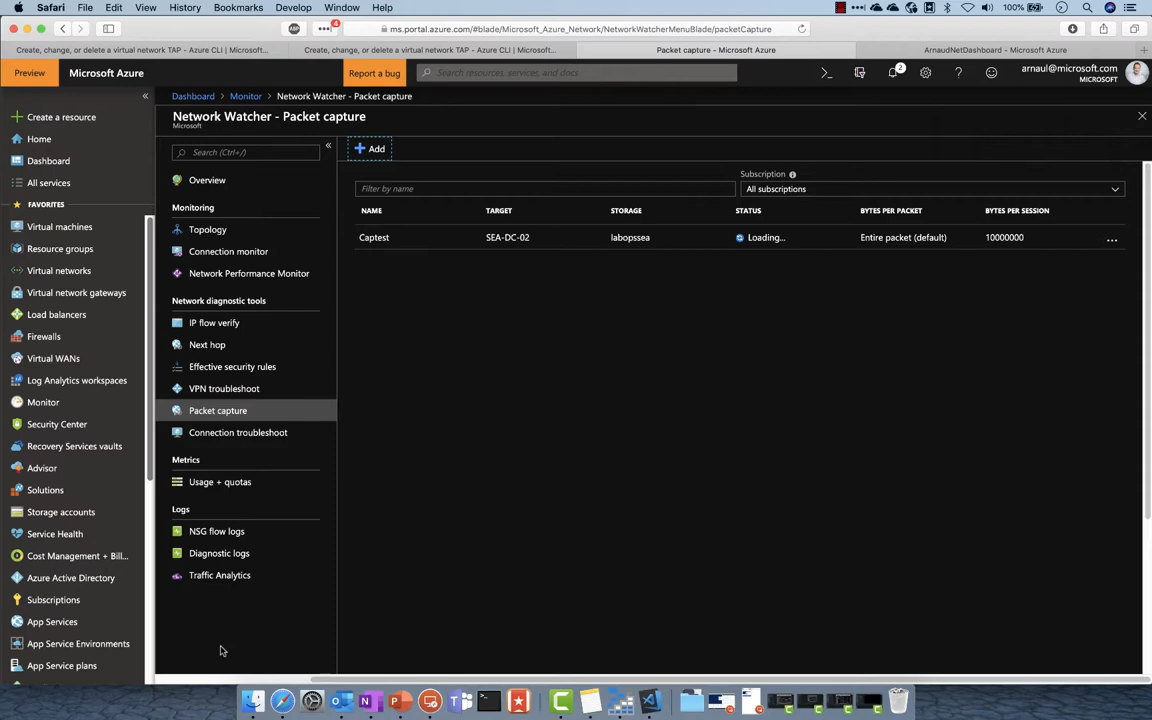 Safari File Edit View History Bookmarks Develop Window Help 100%
4 ms.portal.azure.com/#blade/Microsoft_Azure_Network/NetworkWatcherMenuBlade/packetCapture
Create, change, or delete a virtual network TAP - Azure CLI | Microsoft... Create, change, or delete a virtual network TAP - Azure CLI | Microsoft... Packet capture - Microsoft Azure ArnaudNetDashboard - Microsoft Azure
Preview Microsoft Azure Report a bug Search resources, services, and docs 2 arnaul@microsoft.com
MICROSOFT
Dashboard > Monitor > Network Watcher - Packet capture
Network Watcher - Packet capture
Microsoft
Create a resource
Home
Dashboard
All services
FAVORITES
Virtual machines
Resource groups
Virtual networks
Virtual network gateways
Load balancers
Firewalls
Virtual WANs
Log Analytics workspaces
Monitor
Security Center
Recovery Services vaults
Advisor
Solutions
Storage accounts
Service Health
Cost Management + Bill...
Azure Active Directory
Subscriptions
App Services
App Service Environments
App Service plans
Search (Ctrl+/)
Overview
Monitoring
Topology
Connection monitor
Network Performance Monitor
Network diagnostic tools
IP flow verify
Next hop
Effective security rules
VPN troubleshoot
Packet capture
Connection troubleshoot
Metrics
Usage + quotas
Logs
NSG flow logs
Diagnostic logs
Traffic Analytics
Add
Subscription
Filter by name All subscriptions
NAME TARGET STORAGE STATUS BYTES PER PACKET BYTES PER SESSION
Captest SEA-DC-02 labopssea Loading... Entire packet (default) 10000000 ...